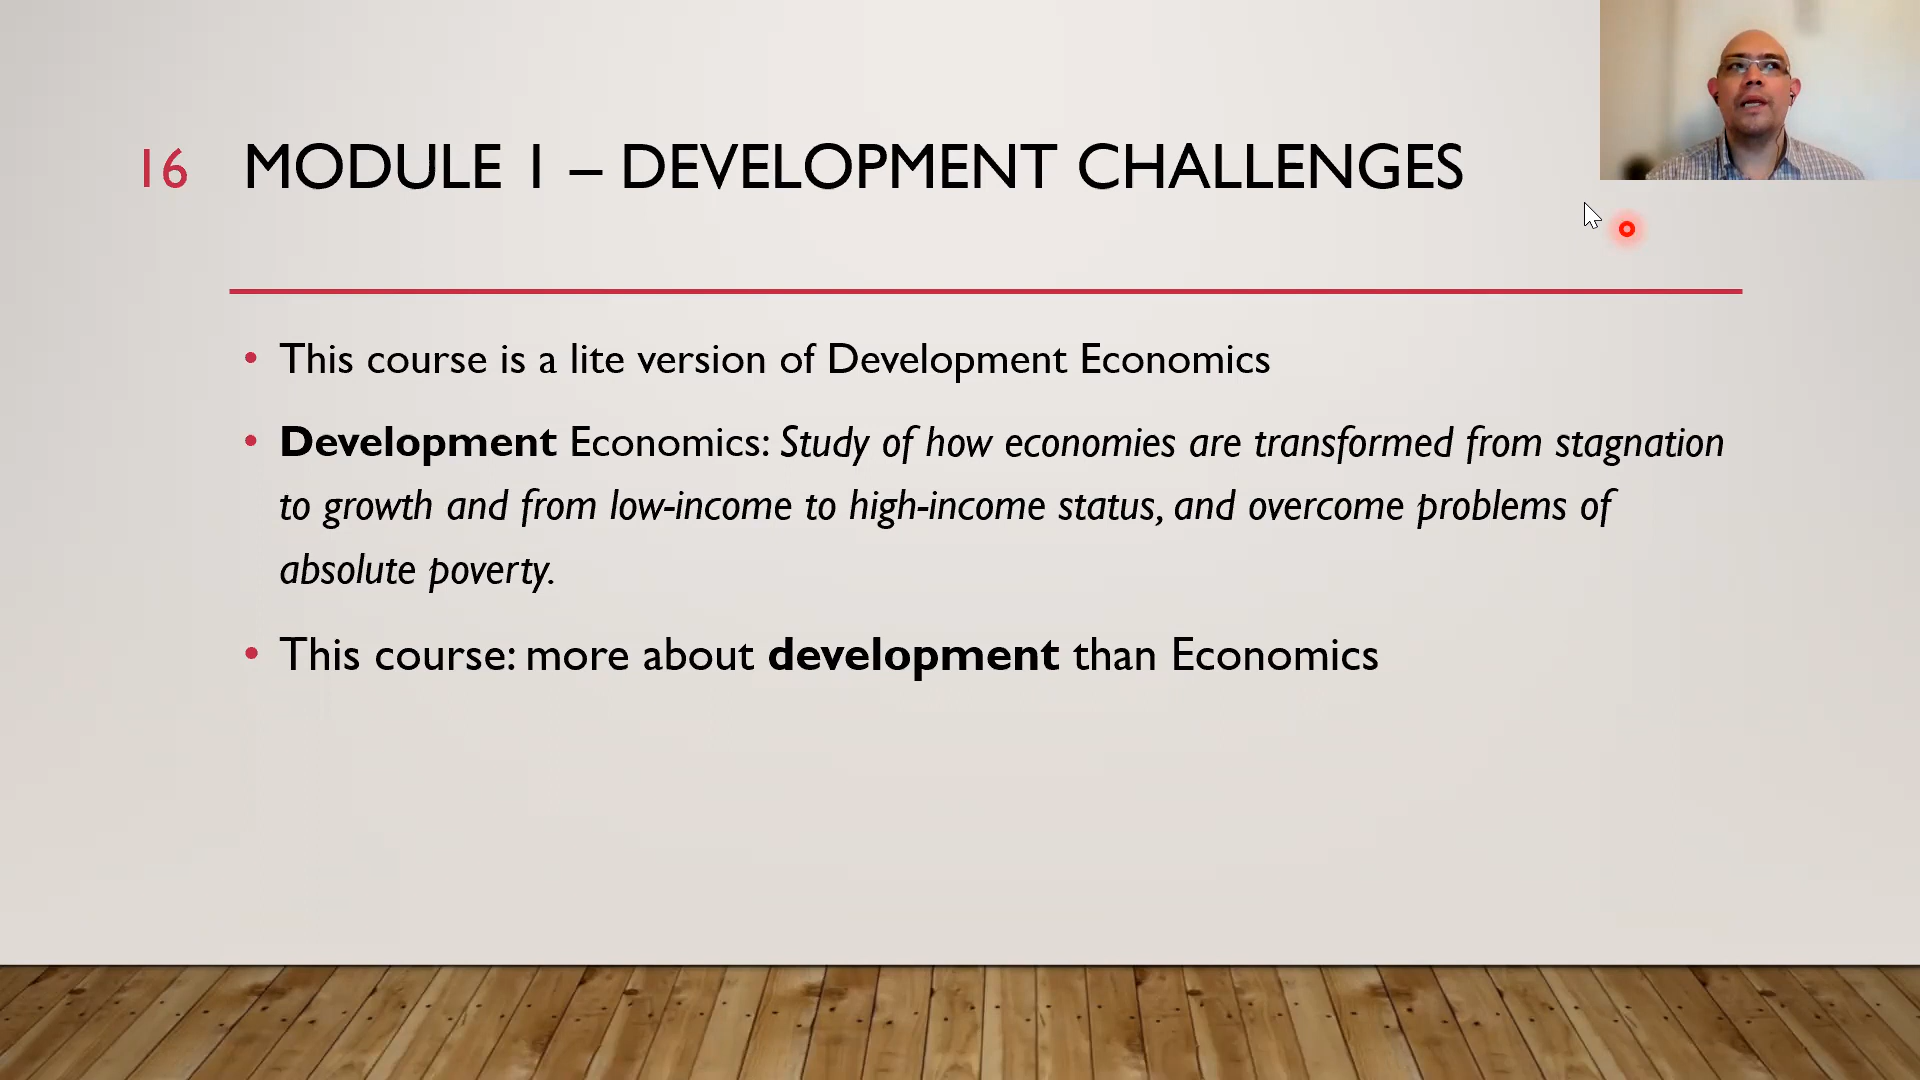 16 MODULE 1 – DEVELOPMENT CHALLENGES
• This course is a lite version of Development Economics
• Development Economics: Study of how economies are transformed from stagnation
to growth and from low-income to high-income status, and overcome problems of
absolute poverty.
• This course: more about development than Economics